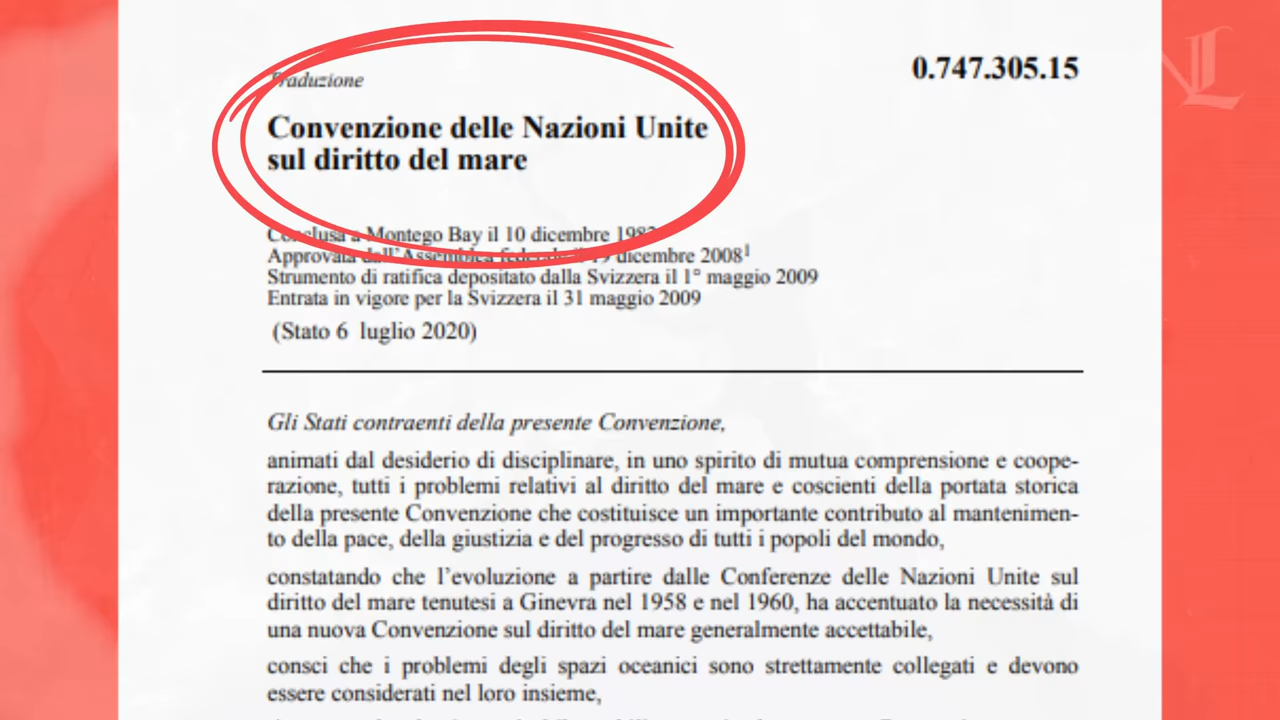 Traduzione
0.747.305.15
Convenzione delle Nazioni Unite
sul diritto del mare
Conclusa a Montego Bay il 10 dicembre 1982
Approvata dall'Assemblea federale il 19 dicembre 2008¹
Strumento di ratifica depositato dalla Svizzera il 1° maggio 2009
Entrata in vigore per la Svizzera il 31 maggio 2009
(Stato 6 luglio 2020)
Gli Stati contraenti della presente Convenzione,
animati dal desiderio di disciplinare, in uno spirito di mutua comprensione e coope-
razione, tutti i problemi relativi al diritto del mare e coscienti della portata storica
della presente Convenzione che costituisce un importante contributo al mantenimen-
to della pace, della giustizia e del progresso di tutti i popoli del mondo,
constatando che l'evoluzione a partire dalle Conferenze delle Nazioni Unite sul
diritto del mare tenutesi a Ginevra nel 1958 e nel 1960, ha accentuato la necessità di
una nuova Convenzione sul diritto del mare generalmente accettabile,
consci che i problemi degli spazi oceanici sono strettamente collegati e devono
essere considerati nel loro insieme,